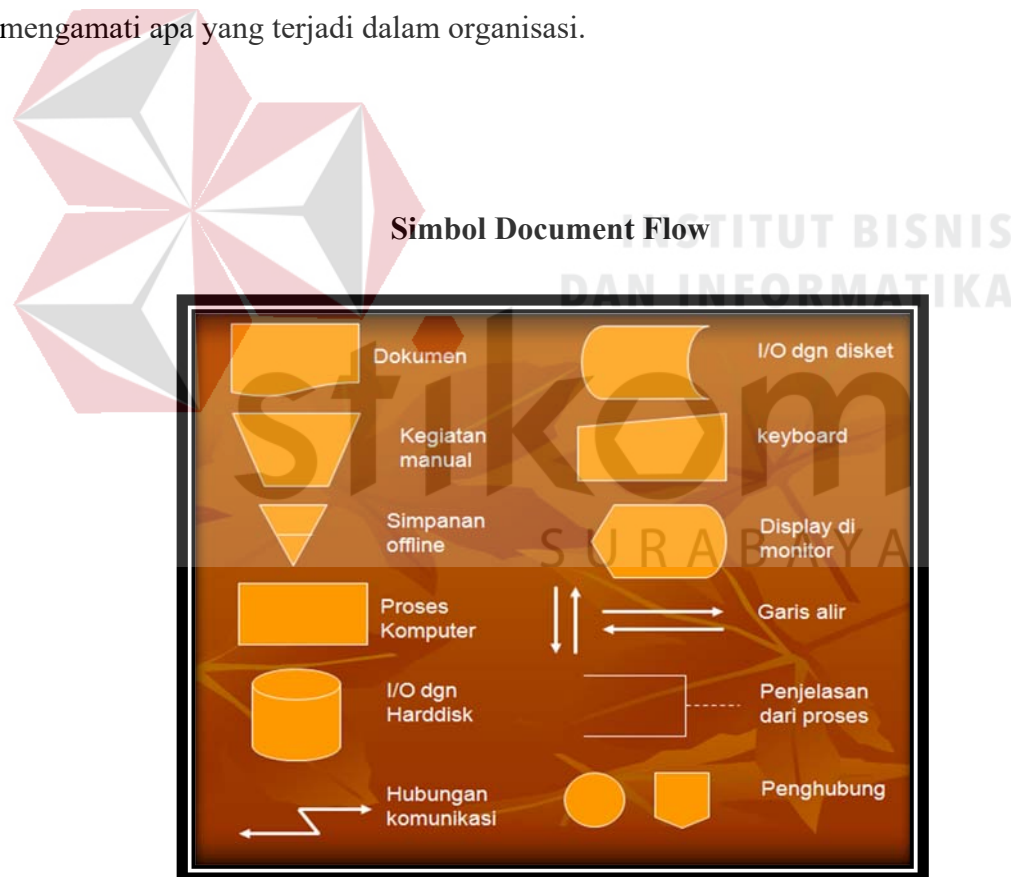 mengamati apa yang terjadi dalam organisasi.
Simbol Document Flow
INSTITUT BISNIS
DAN INFORMATIKA
stikom
SURABAYA
Dokumen
I/O dgn disket
Kegiatan
manual
keyboard
Simpanan
offline
Display di
monitor
Proses
Komputer
Garis alir
I/O dgn
Harddisk
Penjelasan
dari proses
Hubungan
komunikasi
Penghubung